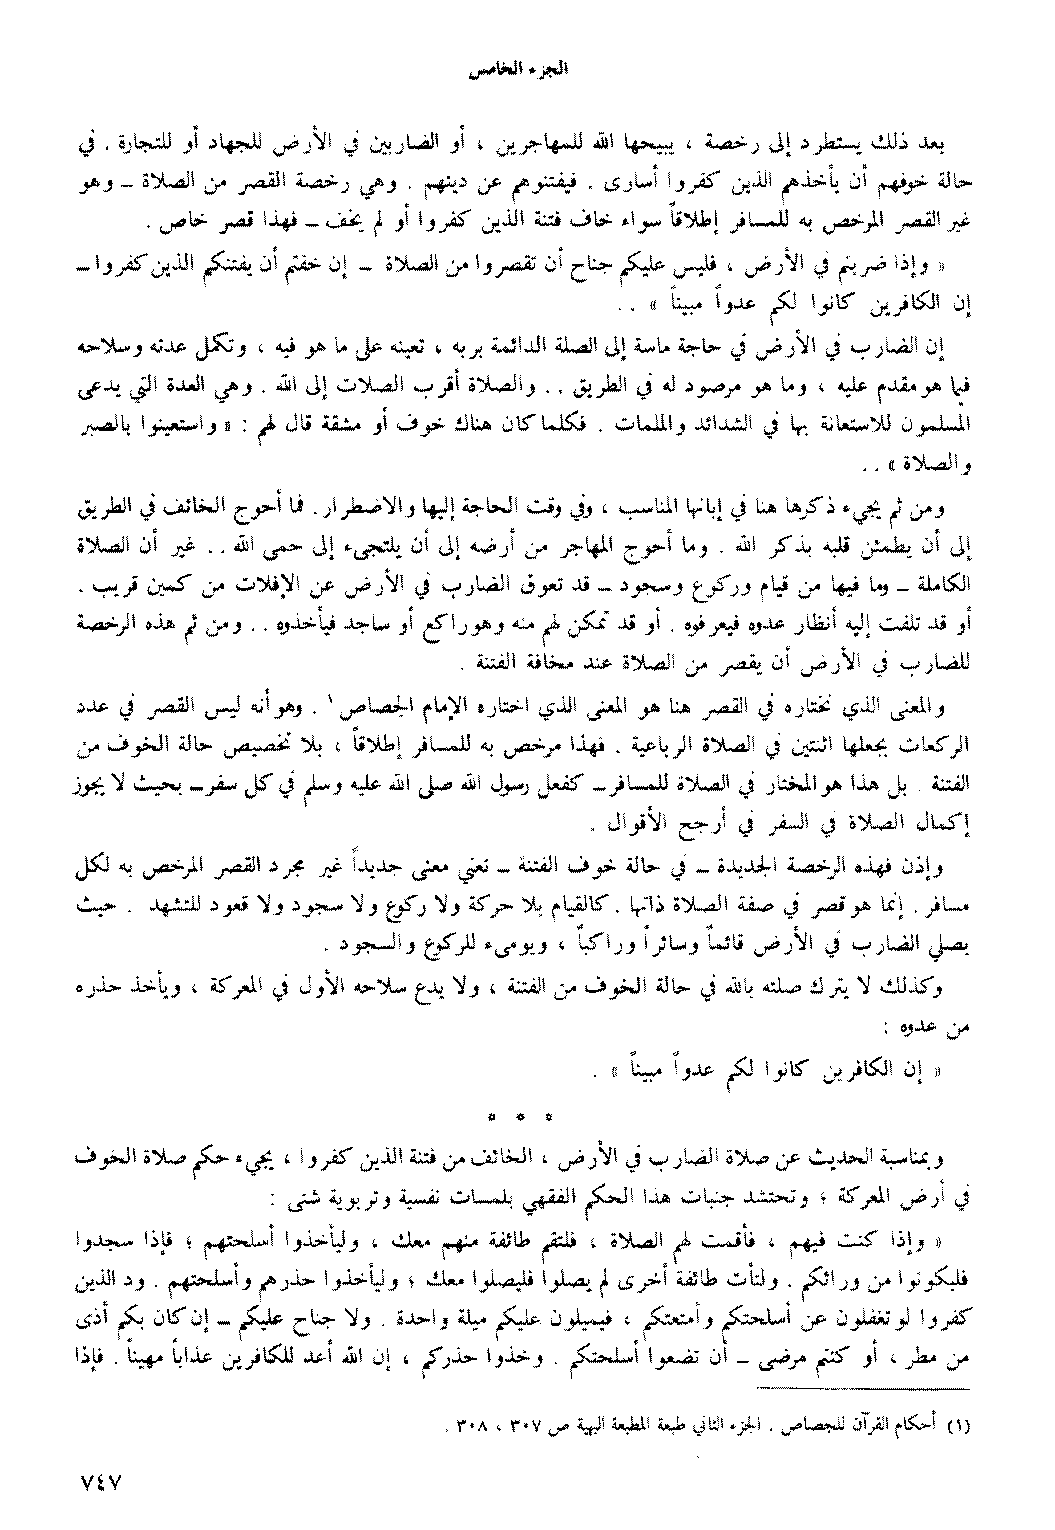 الجزء الخامس
بعد ذلك يستطرد إلى رخصة ، يبيحها الله للمهاجرين ، أو الضاربين في الأرض للجهاد أو للتجارة . في
حالة خوفهم أن يأخذهم الذين كفروا أسارى . فيفتنوهم عن دينهم . وهي رخصة القصر من الصلاة – وهو
غير القصر المرخص به للمسافر إطلاقاً سواء خاف فتنة الذين كفروا أو لم يخف – فهذا قصر خاص .
« وإذا ضربتم في الأرض ، فليس عليكم جناح أن تقصروا من الصلاة – إن خفتم أن يفتنكم الذين كفروا –
إن الكافرين كانوا لكم عدواً مبيناً » . .
إن الضارب في الأرض في حاجة ماسة إلى الصلة الدائمة بربه ، تعينه على ما هو فيه ، وتكمل عدته وسلاحه
فيما هو مقدم عليه ، وما هو مرصود له في الطريق . . والصلاة أقرب الصلات إلى الله . وهي العدة التي يدعى
المسلمون للاستعانة بها في الشدائد والملمات . فكلما كان هناك خوف أو مشقة قال لهم : « واستعينوا بالصبر
والصلاة » . .
ومن ثم يجيء ذكرها هنا في إبانها المناسب ، وفي وقت الحاجة إليها والاضطرار . فما أحوج الخائف في الطريق
إلى أن يطمئن قلبه بذكر الله . وما أحوج المهاجر من أرضه إلى أن يلتجىء إلى حمى الله . . غير أن الصلاة
الكاملة – وما فيها من قيام وركوع وسجود – قد تعوق الضارب في الأرض عن الإفلات من كمين قريب .
أو قد تلفت إليه أنظار عدوه فيعرفوه . أو قد تمكن لهم منه وهو راكع أو ساجد فيأخذوه . . ومن ثم هذه الرخصة
للضارب في الأرض أن يقصر من الصلاة عند مخافة الفتنة .
والمعنى الذي نختاره في القصر هنا هو المعنى الذي اختاره الإمام الجصاص ١ . وهو أنه ليس القصر في عدد
الركعات بجعلها اثنتين في الصلاة الرباعية . فهذا مرخص به للمسافر إطلاقاً ، بلا تخصيص حالة الخوف من
الفتنة . بل هذا هو المختار في الصلاة للمسافر – كفعل رسول الله صلى الله عليه وسلم في كل سفر – بحيث لا يجوز
إكمال الصلاة في السفر في أرجح الأقوال .
وإذن فهذه الرخصة الجديدة – في حالة خوف الفتنة – تعني معنى جديداً غير مجرد القصر المرخص به لكل
مسافر . إنما هو قصر في صفة الصلاة ذاتها . كالقيام بلا حركة ولا ركوع ولا سجود ولا قعود للتشهد . حيث
يصلي الضارب في الأرض قائماً وسائراً وراكباً ، ويومىء للركوع والسجود .
وكذلك لا يترك صلته بالله في حالة الخوف من الفتنة ، ولا يدع سلاحه الأول في المعركة ، ويأخذ حذره
من عدوه :
« إن الكافرين كانوا لكم عدواً مبيناً » .
* * *
وبمناسبة الحديث عن صلاة الضارب في الأرض ، الخائف من فتنة الذين كفروا ، يجيء حكم صلاة الخوف
في أرض المعركة ؛ وتحتشد جنبات هذا الحكم الفقهي بلمسات نفسية وتربوية شتى :
« وإذا كنت فيهم ، فأقمت لهم الصلاة ، فلتقم طائفة منهم معك ، وليأخذوا أسلحتهم ؛ فإذا سجدوا
فليكونوا من ورائكم . ولتأت طائفة أخرى لم يصلوا فليصلوا معك ؛ وليأخذوا حذرهم وأسلحتهم . ود الذين
كفروا لو تغفلون عن أسلحتكم وأمتعتكم ، فيميلون عليكم ميلة واحدة . ولا جناح عليكم – إن كان بكم أذى
من مطر ، أو كنتم مرضى – أن تضعوا أسلحتكم . وخذوا حذركم ، إن الله أعد للكافرين عذاباً مهيناً . فإذا
(١) أحكام القرآن للجصاص . الجزء الثاني طبعة المطبعة البهية ص ٣٠٧ ، ٣٠٨ .
٧٤٧